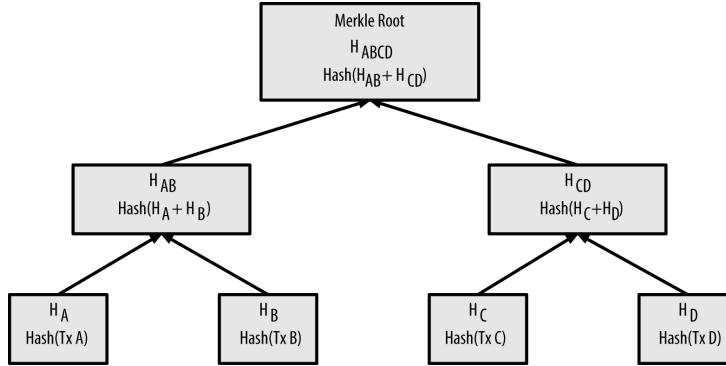 Merkle Root
H ABCD
Hash(H AB + H CD)
H AB
Hash(H A + H B)
H CD
Hash(H C+H D)
H A
Hash(Tx A)
H B
Hash(Tx B)
H C
Hash(Tx C)
H D
Hash(Tx D)